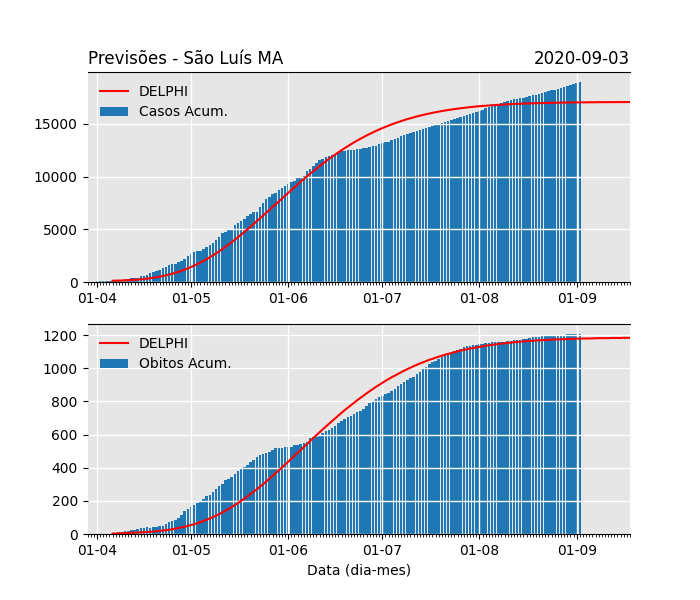 Previsões - São Luís MA 2020-09-03
DELPHI
Casos Acum.
15000
10000
5000
0
01-04 01-05 01-06 01-07 01-08 01-09
1200
DELPHI
Obitos Acum.
1000
800
600
400
200
0
01-04 01-05 01-06 01-07 01-08 01-09
Data (dia-mes)